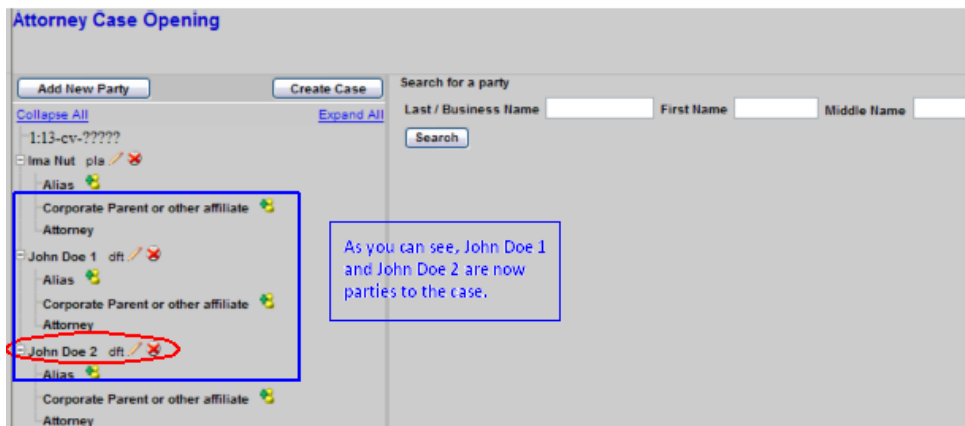 Attorney Case Opening
Add New Party
Create Case
Collapse All
Expand All
1:13-cv-?????
Ima Nut pla
Alias
Corporate Parent or other affiliate
Attorney
John Doe 1 dft
Alias
Corporate Parent or other affiliate
Attorney
John Doe 2 dft
Alias
Corporate Parent or other affiliate
Attorney
Search for a party
Last / Business Name
First Name
Middle Name
Search
As you can see, John Doe 1
and John Doe 2 are now
parties to the case.